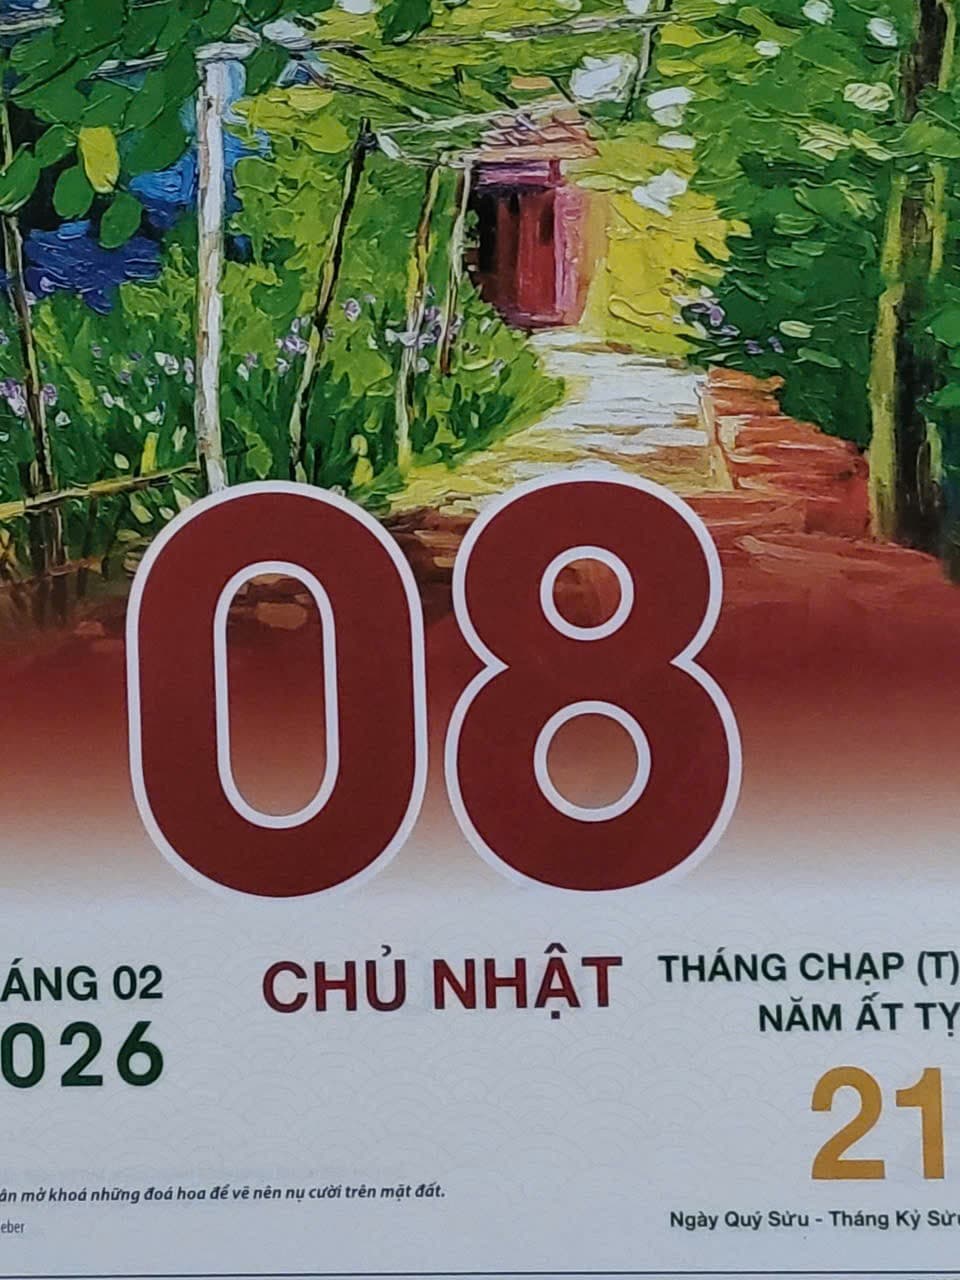 08
ÁNG 02
026
CHỦ NHẬT
THÁNG CHẠP (T)
NĂM ẤT TỴ
21
ân mở khoá những đoá hoa để vẽ nên nụ cười trên mặt đất.
eber
Ngày Quý Sửu - Tháng Kỷ Sửu